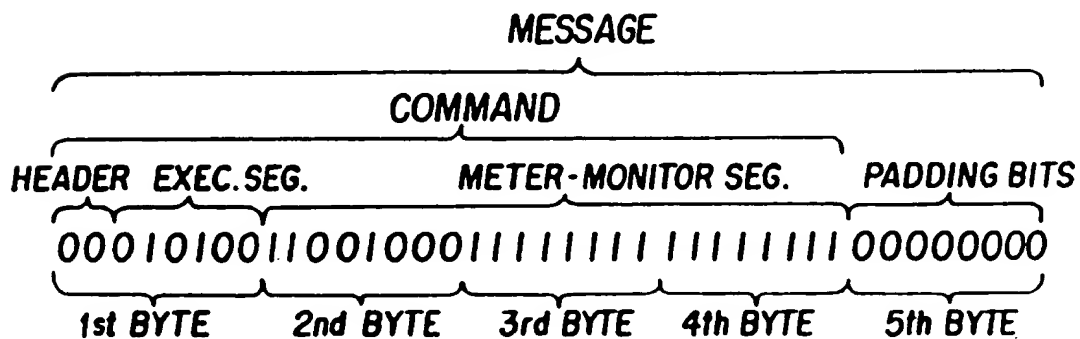 MESSAGE
COMMAND
HEADER EXEC. SEG. METER-MONITOR SEG. PADDING BITS
0001010011001000111111111111111100000000
1st BYTE 2nd BYTE 3rd BYTE 4th BYTE 5th BYTE